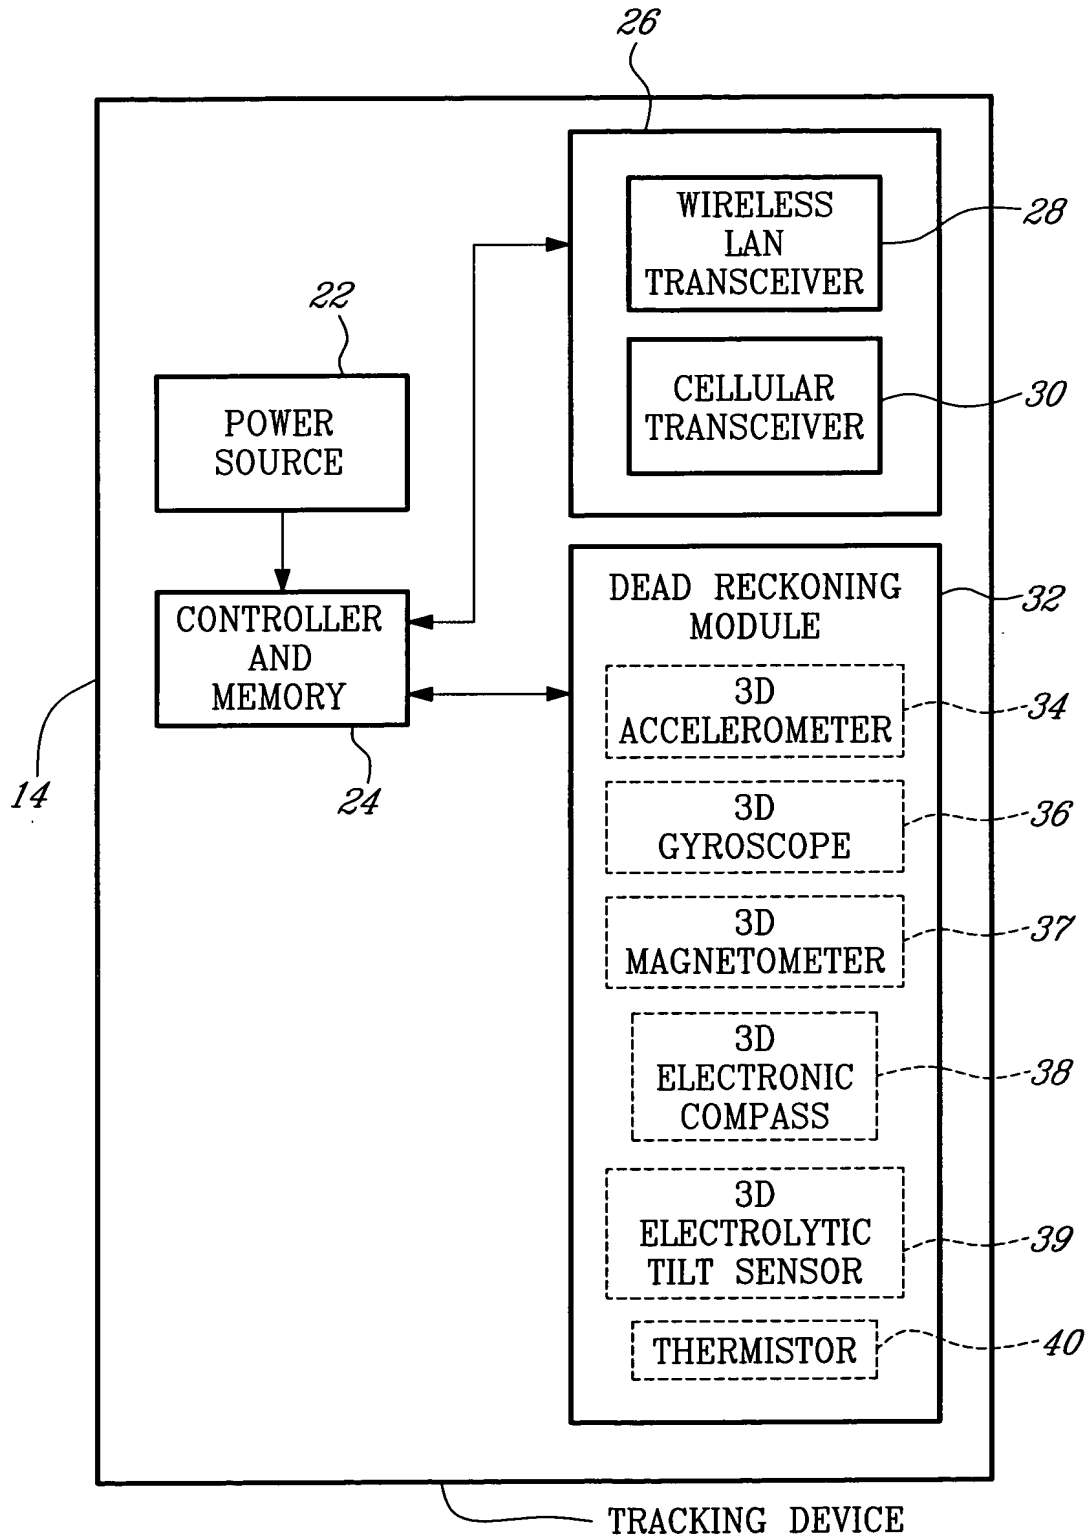 26
WIRELESS
LAN
TRANSCEIVER
28
22
POWER
SOURCE
CELLULAR
TRANSCEIVER
30
CONTROLLER
AND
MEMORY
24
14
DEAD RECKONING
MODULE
32
3D
ACCELEROMETER
34
3D
GYROSCOPE
36
3D
MAGNETOMETER
37
3D
ELECTRONIC
COMPASS
38
3D
ELECTROLYTIC
TILT SENSOR
39
THERMISTOR
40
TRACKING DEVICE